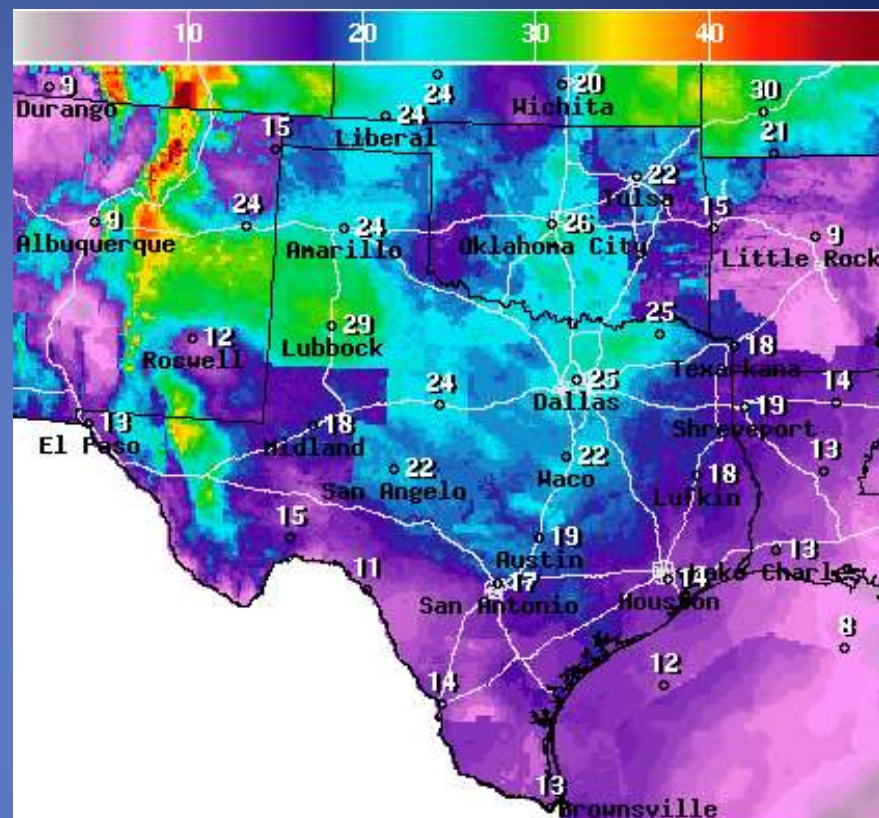 10 20 30 40
9 24 20 30
Durango Wichita
24
15 Liberal 21
22
Tulsa
9 24 24 26 15 9
Albuquerque Amarillo Oklahoma City Little Rock
12 29 25 18
Roswell Lubbock Texarkana
24 25 19 14
Dallas
13 18 Shreveport
El Paso Midland
22 22 18 13
San Angelo Waco Lufkin
15 19 13
Austin
11 17 14 Lake Charles
San Antonio Houston
8
14 12
13
Brownsville